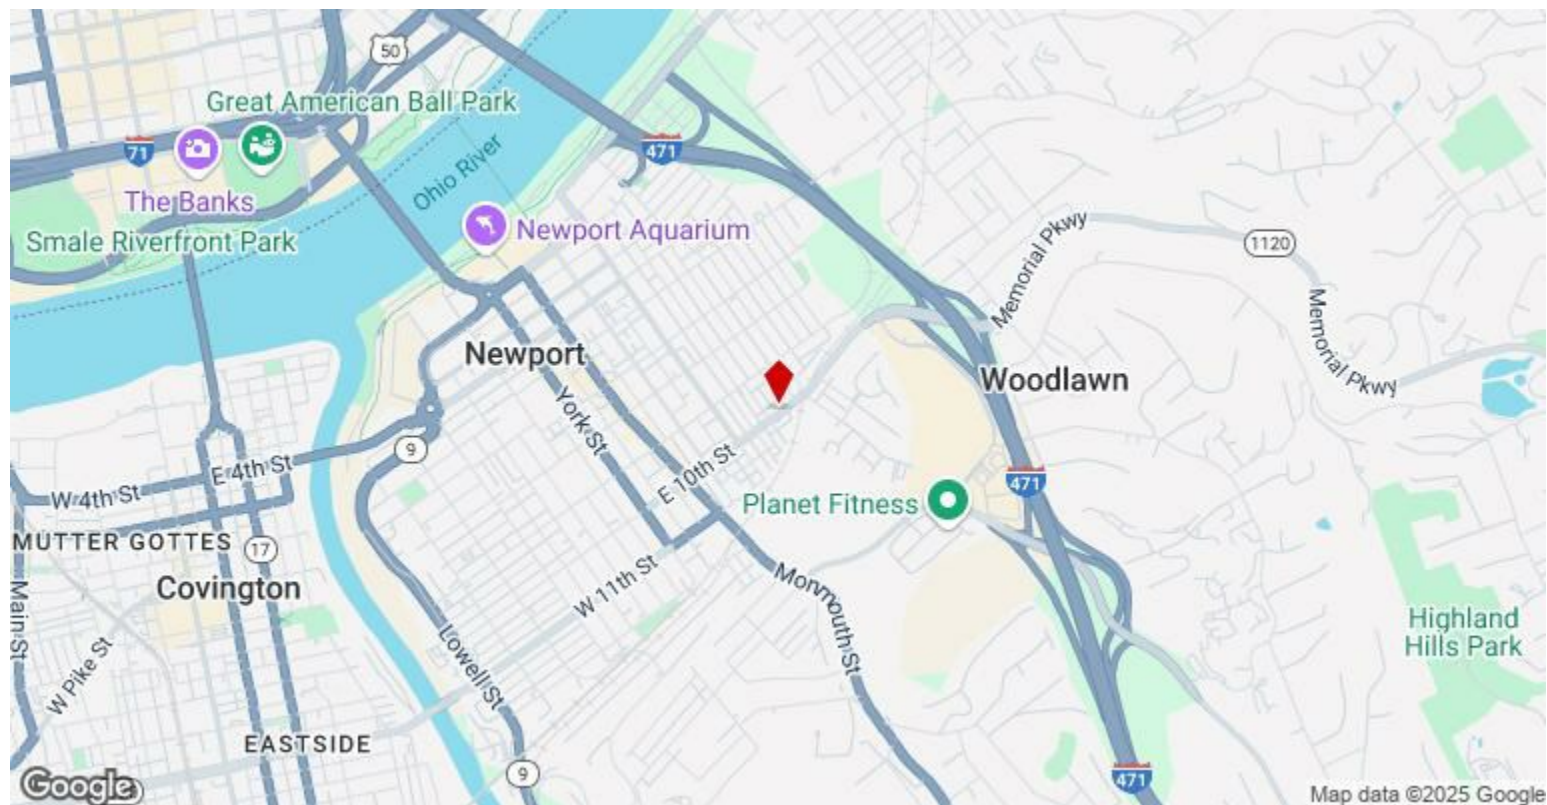 50
Great American Ball Park
71
471
Ohio River
The Banks
Newport Aquarium
Smale Riverfront Park
Memorial Pkwy
1120
Memorial Pkwy
Newport
Woodlawn
York St
9
E 4th St
W 4th St
E 10th St
471
Planet Fitness
MUTTER GOTTES
17
Covington
W 11th St
Monmouth St
Main St
Lowell St
W Pike St
Highland
Hills Park
EASTSIDE
9
471
Google
Map data ©2025 Google